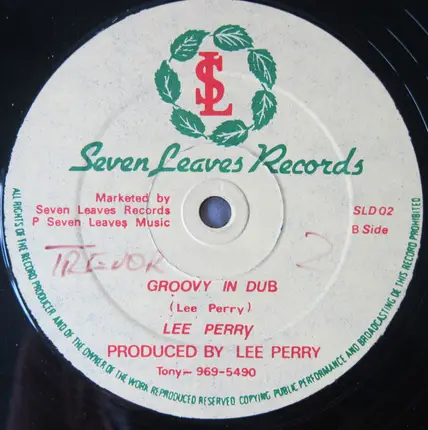 SL
Seven Leaves Records
Marketed by
Seven Leaves Records
P Seven Leaves Music
SLD 02
B Side
TREVOR
2
GROOVY IN DUB
(Lee Perry)
LEE PERRY
PRODUCED BY LEE PERRY
Tony- 969-5490
ALL RIGHTS OF THE RECORD PRODUCER AND OF THE OWNER OF THE WORK REPRODUCED RESERVED COPYING PUBLIC PERFORMANCE AND BROADCASTING OF THIS RECORD PROHIBITED